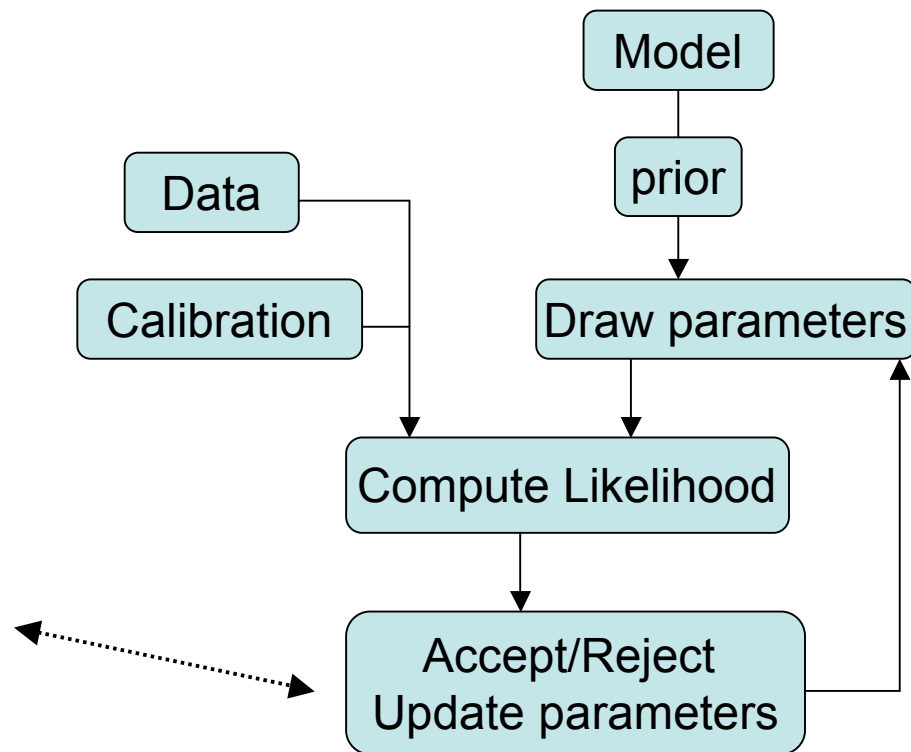 Model
prior
Data
Calibration
Draw parameters
Compute Likelihood
Accept/Reject
Update parameters